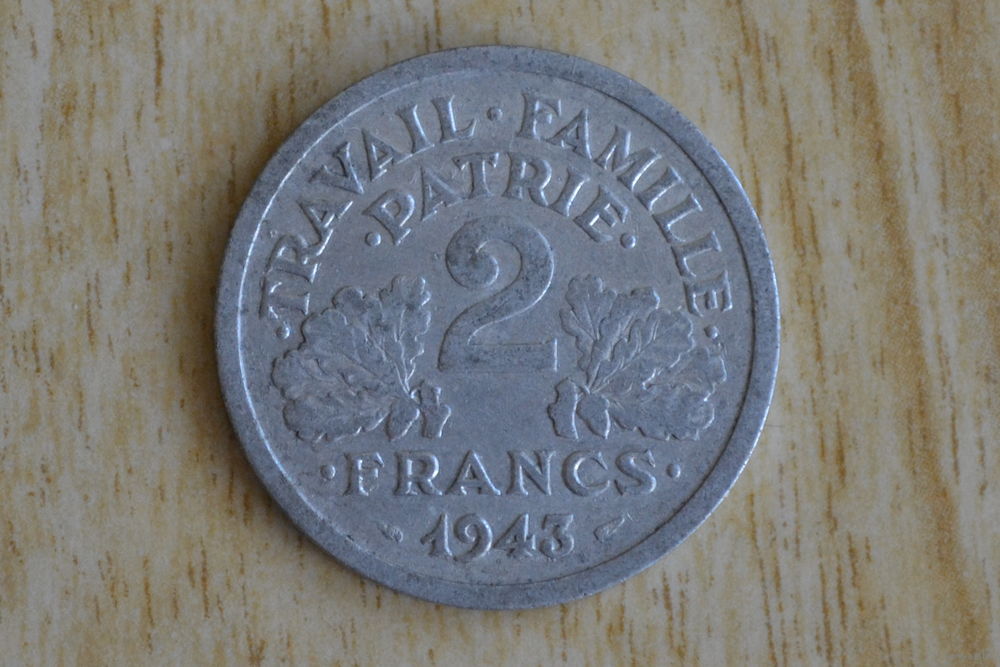 · TRAVAIL · FAMILLE ·
· PATRIE ·
2
· FRANCS ·
1943